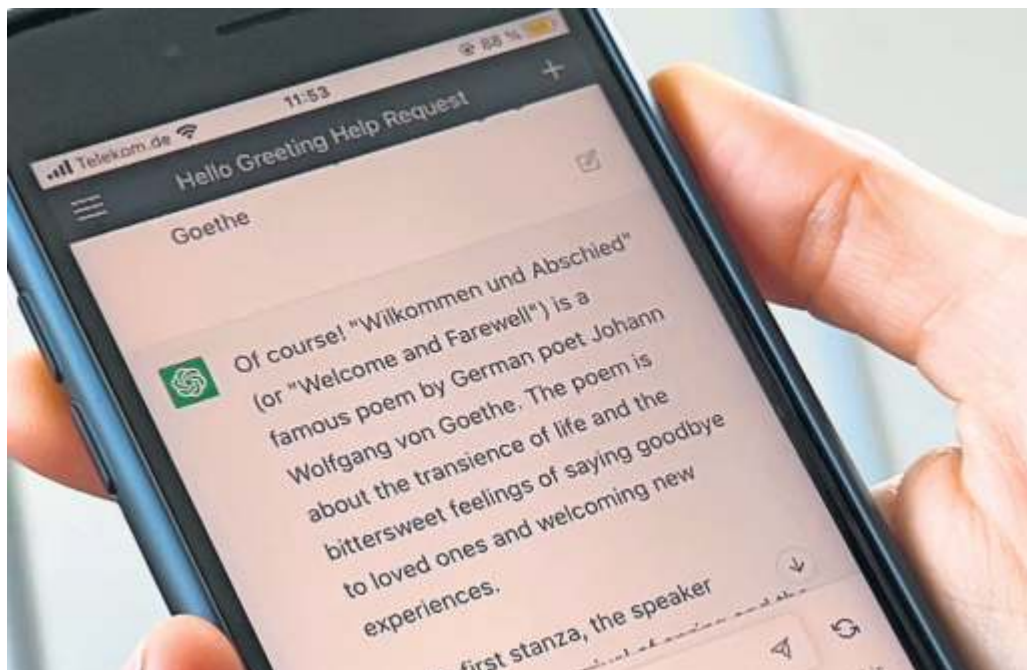 Telekom.de 11:53 88 %
Hello Greeting Help Request +
Goethe
Of course! "Wilkommen und Abschied"
(or "Welcome and Farewell") is a
famous poem by German poet Johann
Wolfgang von Goethe. The poem is
about the transience of life and the
bittersweet feelings of saying goodbye
to loved ones and welcoming new
experiences.
first stanza, the speaker